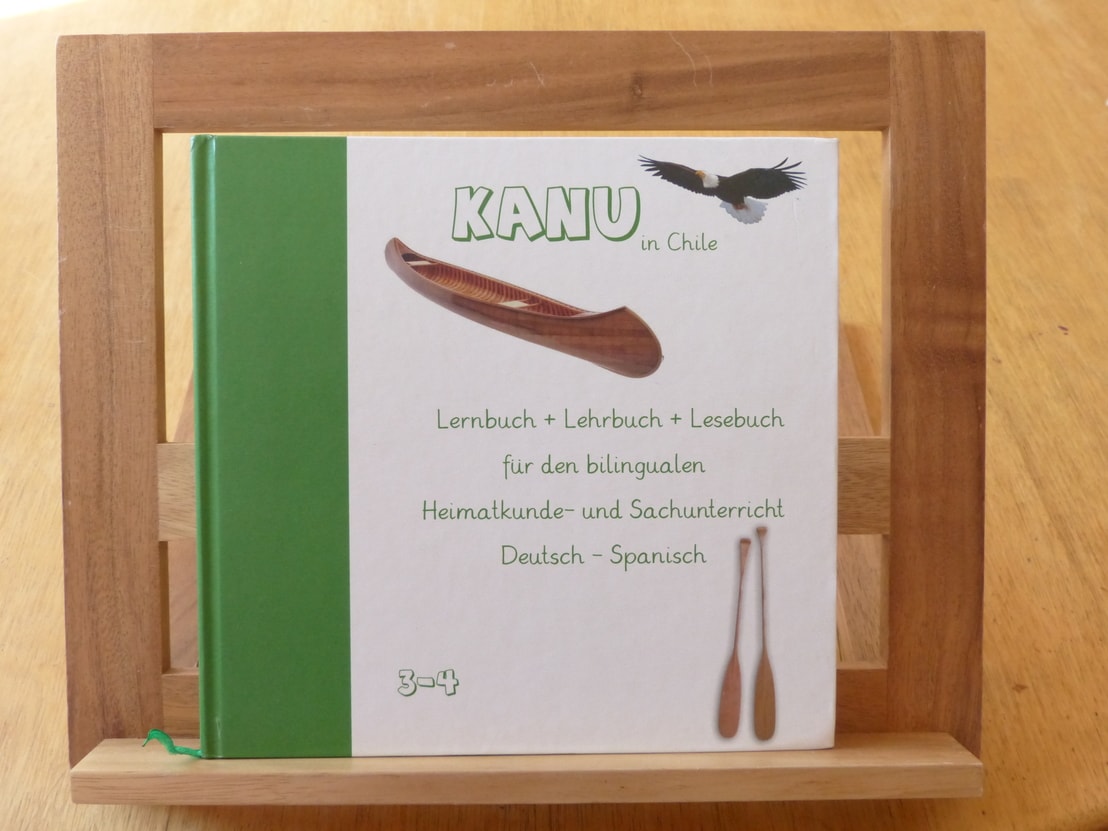 KANU
in Chile
Lernbuch + Lehrbuch + Lesebuch
für den bilingualen
Heimatkunde- und Sachunterricht
Deutsch - Spanisch
3-4